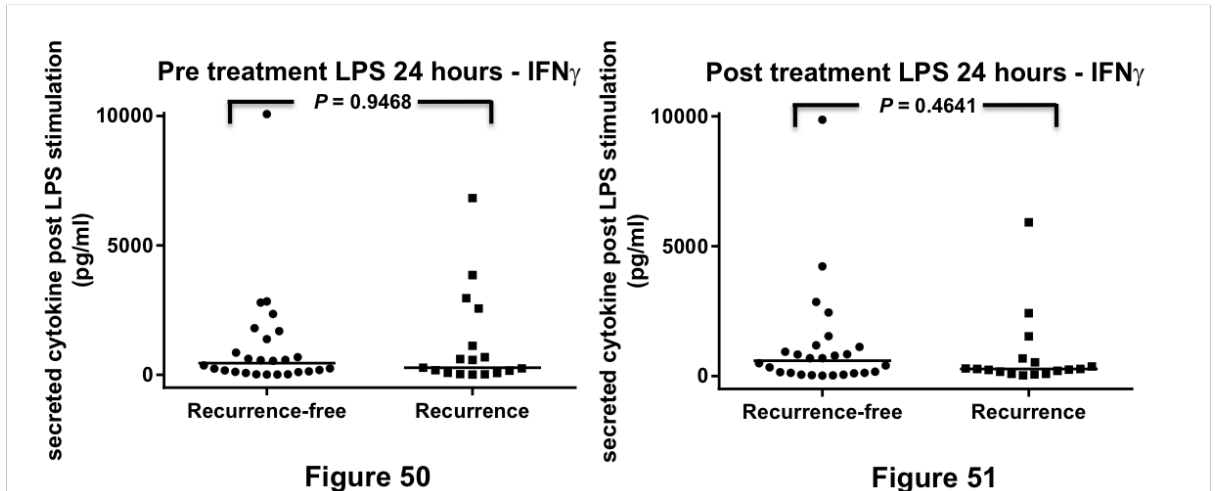 Pre treatment LPS 24 hours - IFNγ
P = 0.9468
secreted cytokine post LPS stimulation
(pg/ml)
10000
5000
0
Recurrence-free
Recurrence
Figure 50
Post treatment LPS 24 hours - IFNγ
P = 0.4641
secreted cytokine post LPS stimulation
(pg/ml)
10000
5000
0
Recurrence-free
Recurrence
Figure 51